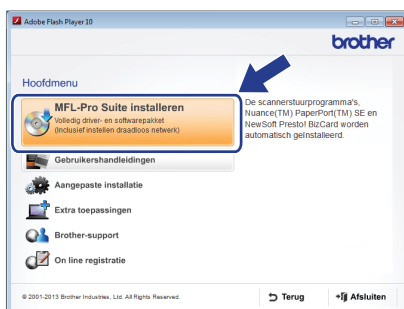 Adobe Flash Player 10
brother
Hoofdmenu
MFL-Pro Suite installeren
Volledig driver- en softwarepakket
(Inclusief instellen draadloos netwerk)
De scannerstuurprogramma's,
Nuance(TM) PaperPort(TM) SE en
NewSoft Presto! BizCard worden
automatisch geïnstalleerd.
Gebruikershandleidingen
Aangepaste installatie
Extra toepassingen
Brother-support
On line registratie
© 2001-2013 Brother Industries, Ltd. All Rights Reserved.
Terug
Afsluiten